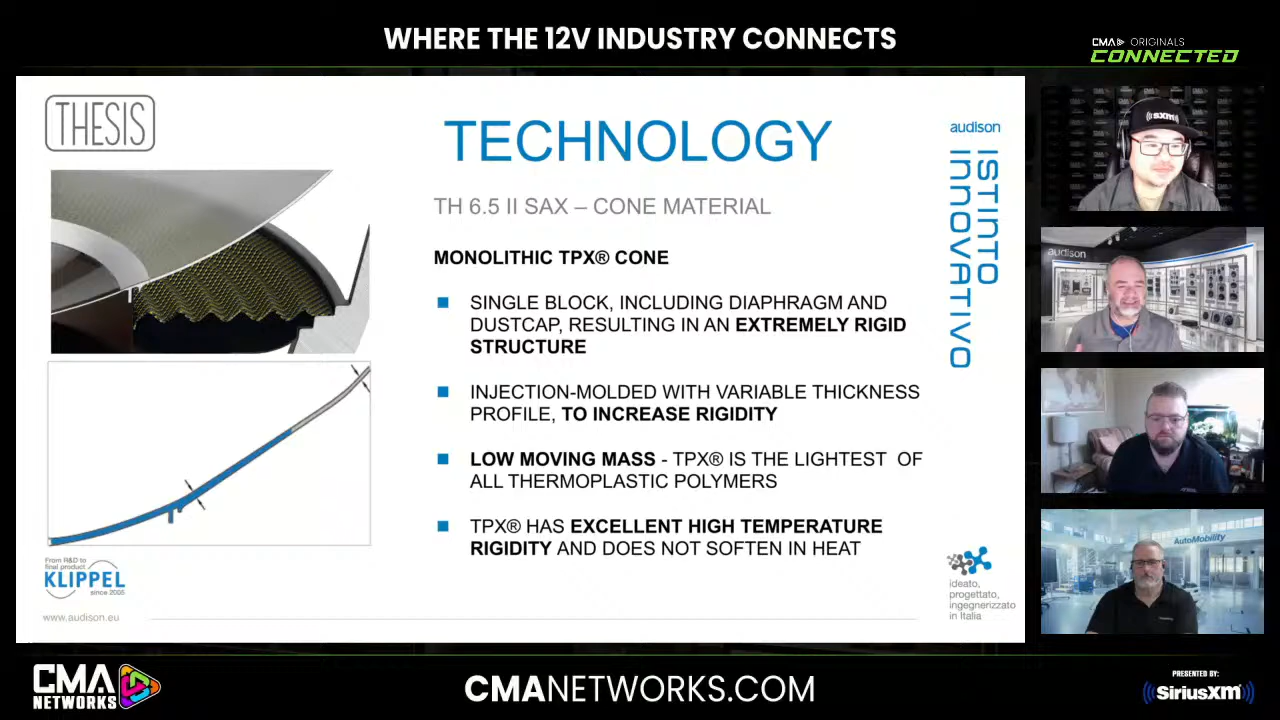 WHERE THE 12V INDUSTRY CONNECTS
CMA ORIGINALS
CONNECTED
THESIS
TECHNOLOGY
TH 6.5 II SAX – CONE MATERIAL
MONOLITHIC TPX® CONE
SINGLE BLOCK, INCLUDING DIAPHRAGM AND
DUSTCAP, RESULTING IN AN EXTREMELY RIGID
STRUCTURE
INJECTION-MOLDED WITH VARIABLE THICKNESS
PROFILE, TO INCREASE RIGIDITY
LOW MOVING MASS - TPX® IS THE LIGHTEST OF
ALL THERMOPLASTIC POLYMERS
TPX® HAS EXCELLENT HIGH TEMPERATURE
RIGIDITY AND DOES NOT SOFTEN IN HEAT
audison
ISTINTO
INNOVATIVO
From R&D to
final product
KLIPPEL
since 2005
www.audison.eu
ideato,
progettato,
ingegnerizzato
in Italia
sxm
audison
AutoMobility
CMA
NETWORKS
CMANETWORKS.COM
PRESENTED BY:
SiriusXM